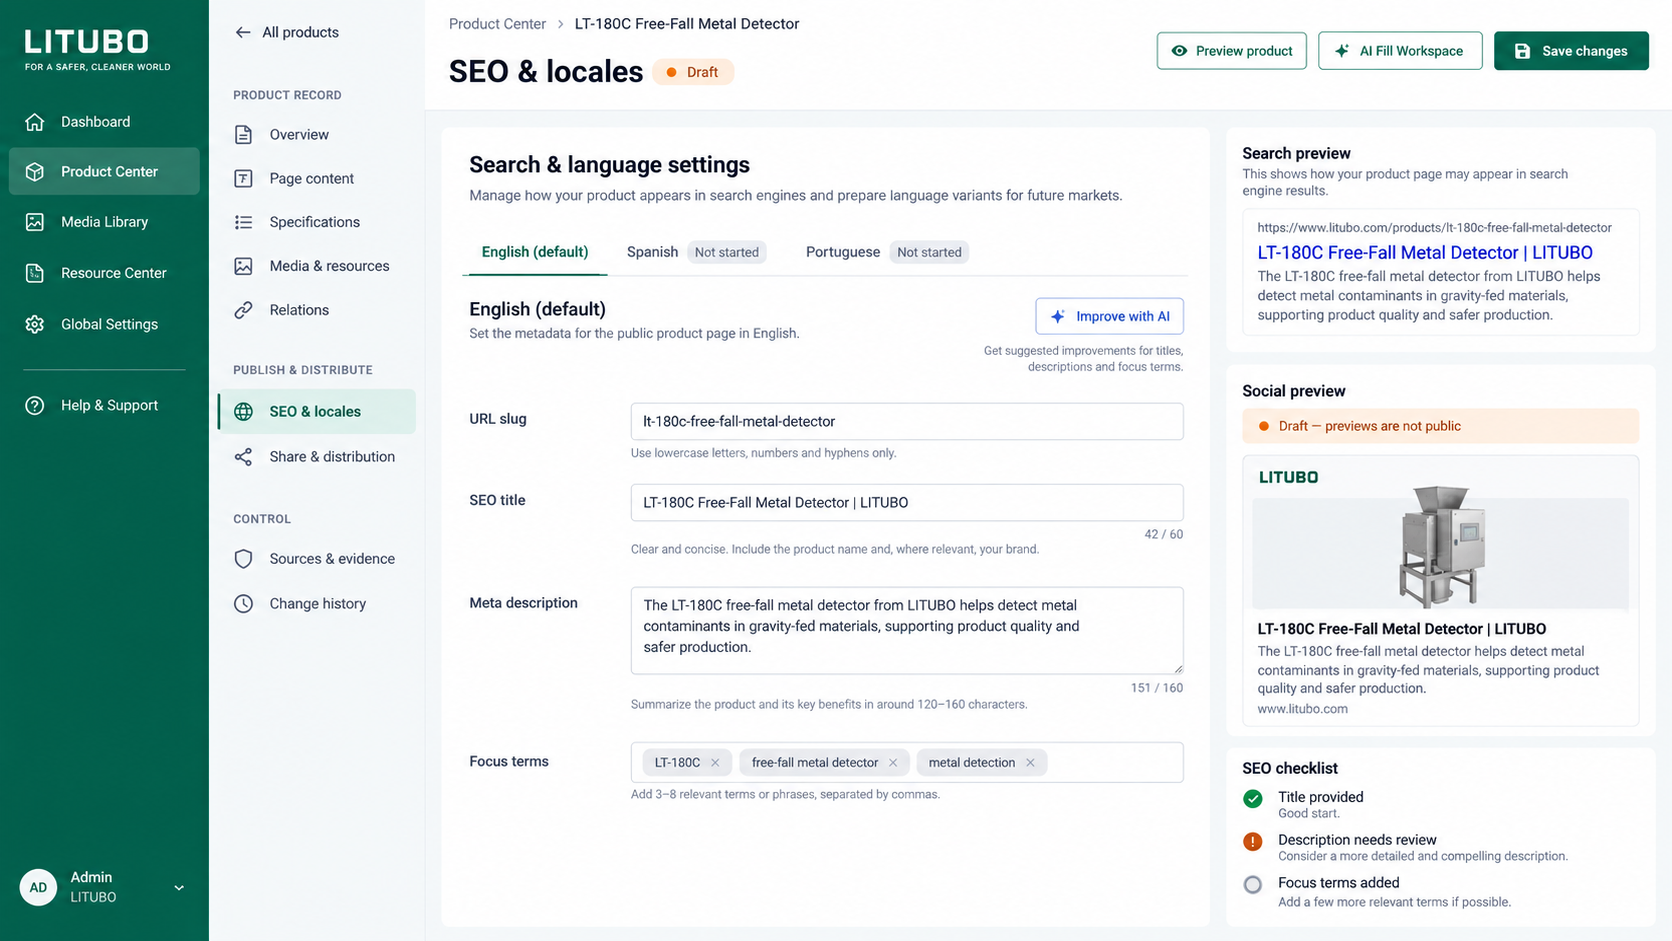 LITUBO
FOR A SAFER, CLEANER WORLD
Dashboard
Product Center
Media Library
Resource Center
Global Settings
Help & Support
AD
Admin
LITUBO
All products
PRODUCT RECORD
Overview
Page content
Specifications
Media & resources
Relations
PUBLISH & DISTRIBUTE
SEO & locales
Share & distribution
CONTROL
Sources & evidence
Change history
Product Center > LT-180C Free-Fall Metal Detector
SEO & locales
Draft
Preview product
AI Fill Workspace
Save changes
Search & language settings
Manage how your product appears in search engines and prepare language variants for future markets.
English (default)
Spanish Not started
Portuguese Not started
English (default)
Set the metadata for the public product page in English.
Improve with AI
Get suggested improvements for titles,
descriptions and focus terms.
URL slug
lt-180c-free-fall-metal-detector
Use lowercase letters, numbers and hyphens only.
SEO title
LT-180C Free-Fall Metal Detector | LITUBO
42 / 60
Clear and concise. Include the product name and, where relevant, your brand.
Meta description
The LT-180C free-fall metal detector from LITUBO helps detect metal
contaminants in gravity-fed materials, supporting product quality and
safer production.
151 / 160
Summarize the product and its key benefits in around 120–160 characters.
Focus terms
LT-180C ×
free-fall metal detector ×
metal detection ×
Add 3–8 relevant terms or phrases, separated by commas.
Search preview
This shows how your product page may appear in search
engine results.
https://www.litubo.com/products/lt-180c-free-fall-metal-detector
LT-180C Free-Fall Metal Detector | LITUBO
The LT-180C free-fall metal detector from LITUBO helps
detect metal contaminants in gravity-fed materials,
supporting product quality and safer production.
Social preview
Draft — previews are not public
LITUBO
LT-180C Free-Fall Metal Detector | LITUBO
The LT-180C free-fall metal detector helps detect metal
contaminants in gravity-fed materials, supporting product
quality and safer production.
www.litubo.com
SEO checklist
Title provided
Good start.
Description needs review
Consider a more detailed and compelling description.
Focus terms added
Add a few more relevant terms if possible.